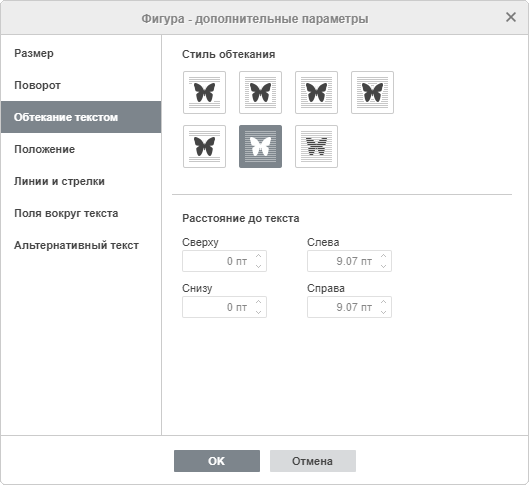 Фигура - дополнительные параметры
Размер
Поворот
Обтекание текстом
Положение
Линии и стрелки
Поля вокруг текста
Альтернативный текст
Стиль обтекания
Расстояние до текста
Сверху Слева
0 пт 9.07 пт
Снизу Справа
0 пт 9.07 пт
OK Отмена